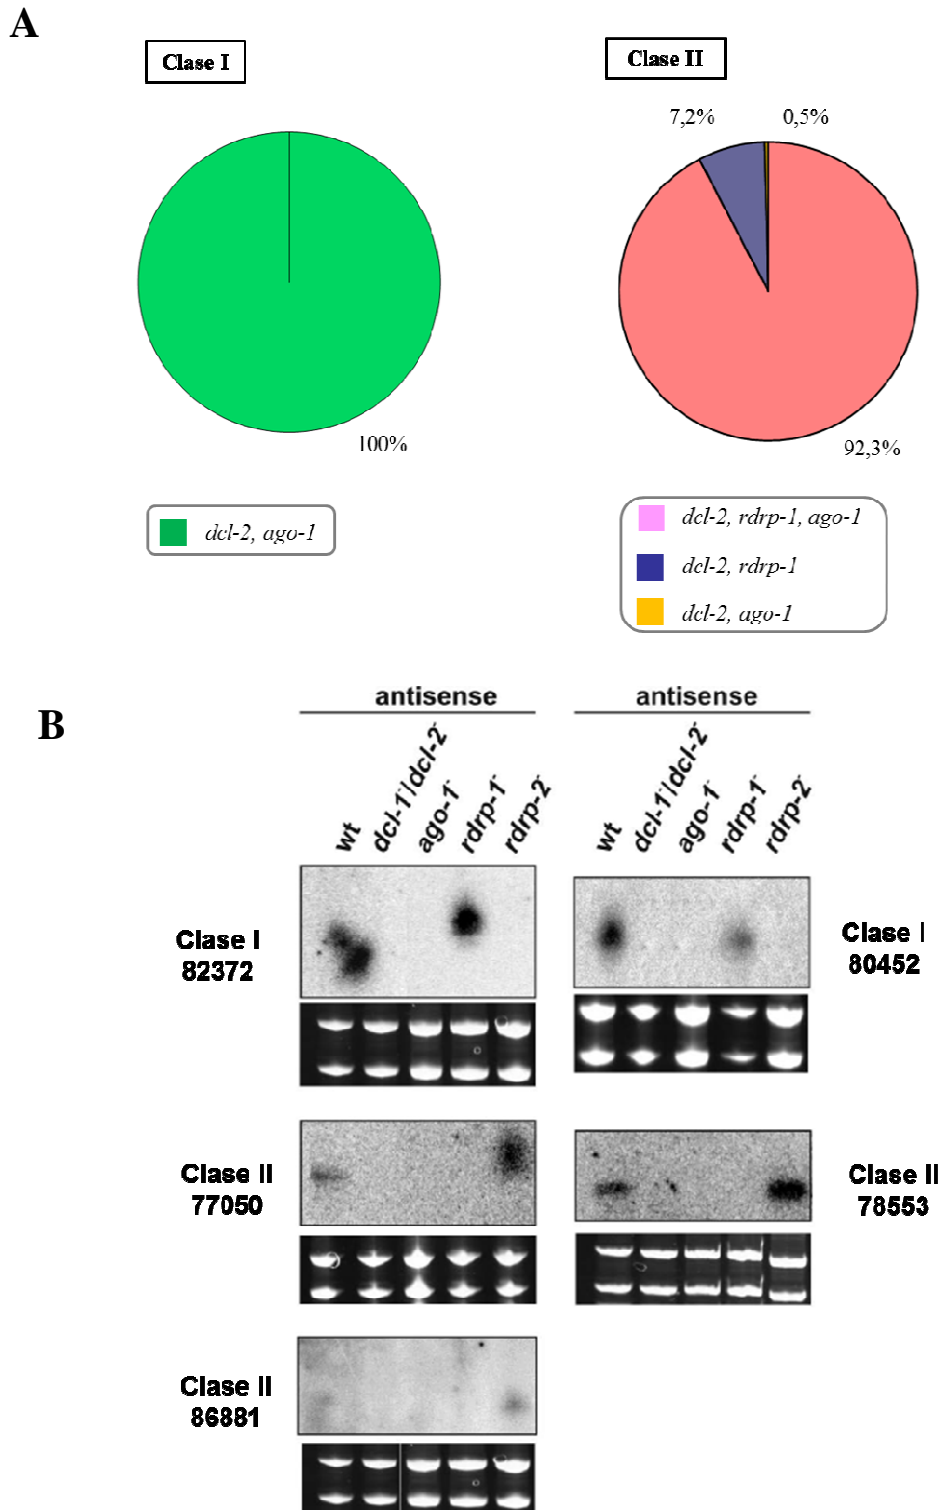 A
Clase I
Clase II
7,2%
0,5%
100%
92,3%
dcl-2, ago-1
dcl-2, rdrp-1, ago-1
dcl-2, rdrp-1
dcl-2, ago-1
B
antisense
antisense
wt
dcl-1⁻/dcl-2⁻
ago-1⁻
rdrp-1⁻
rdrp-2⁻
wt
dcl-1⁻/dcl-2⁻
ago-1⁻
rdrp-1⁻
rdrp-2⁻
Clase I
82372
Clase I
80452
Clase II
77050
Clase II
78553
Clase II
86881